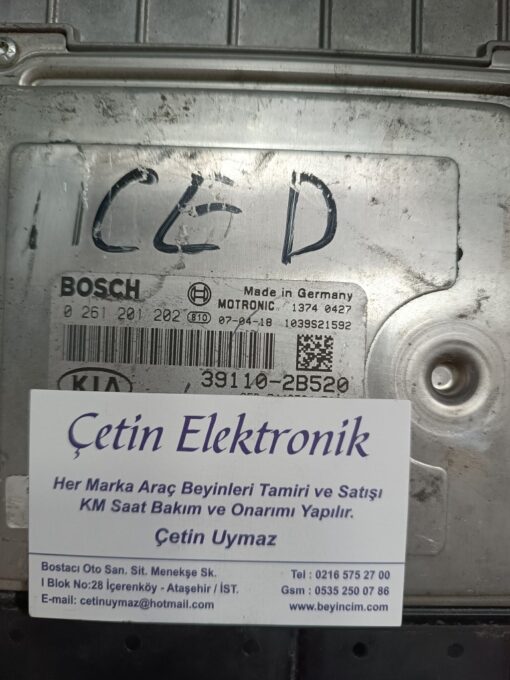 CE D
BOSCH
Made in Germany
MOTRONIC 1374 0427
0 261 201 202 810 07-04-18 1039S21592
39110-2B520
KIA
Çetin Elektronik
Her Marka Araç Beyinleri Tamiri ve Satışı
KM Saat Bakım ve Onarımı Yapılır.
Çetin Uymaz
Bostacı Oto San. Sit. Menekşe Sk.
I Blok No:28 İçerenköy - Ataşehir / İST.
E-mail: cetinuymaz@hotmail.com
Tel : 0216 575 27 00
Gsm : 0535 250 07 86
www.beyincim.com